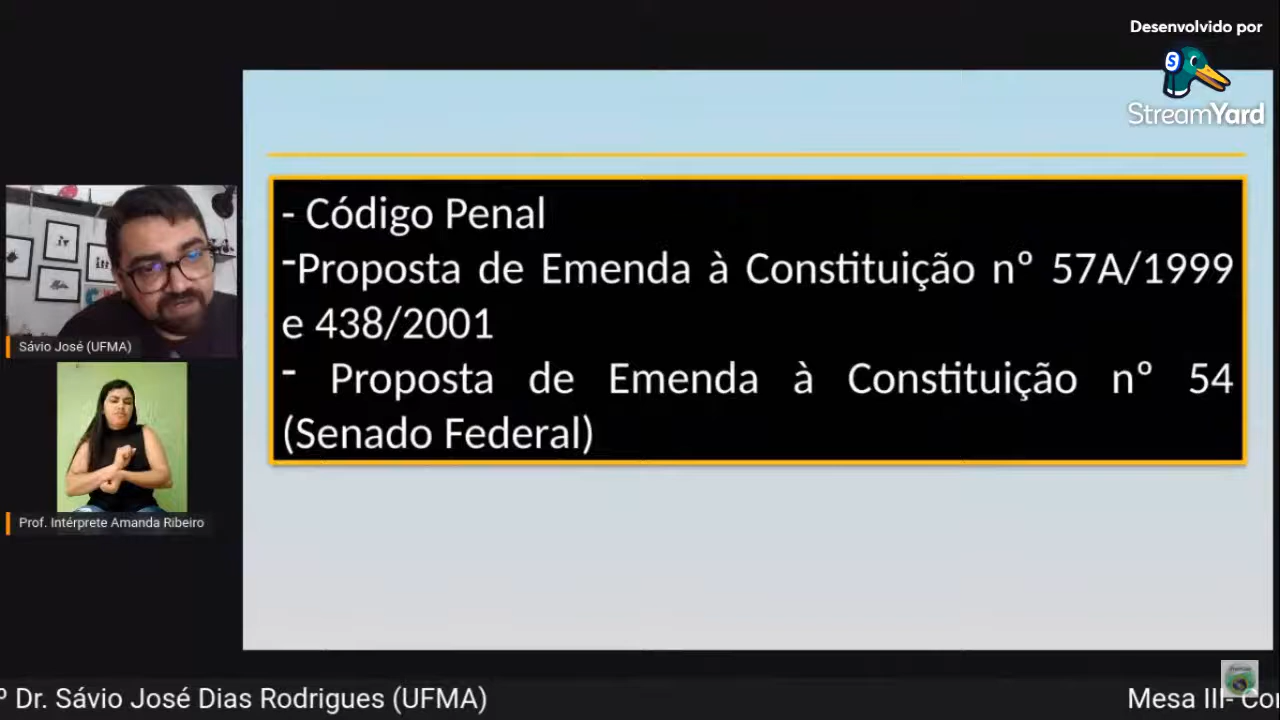 Desenvolvido por
StreamYard
- Código Penal
-Proposta de Emenda à Constituição nº 57A/1999
e 438/2001
- Proposta de Emenda à Constituição nº 54
(Senado Federal)
Sávio José (UFMA)
Prof. Intérprete Amanda Ribeiro
º Dr. Sávio José Dias Rodrigues (UFMA)
Mesa III- Co